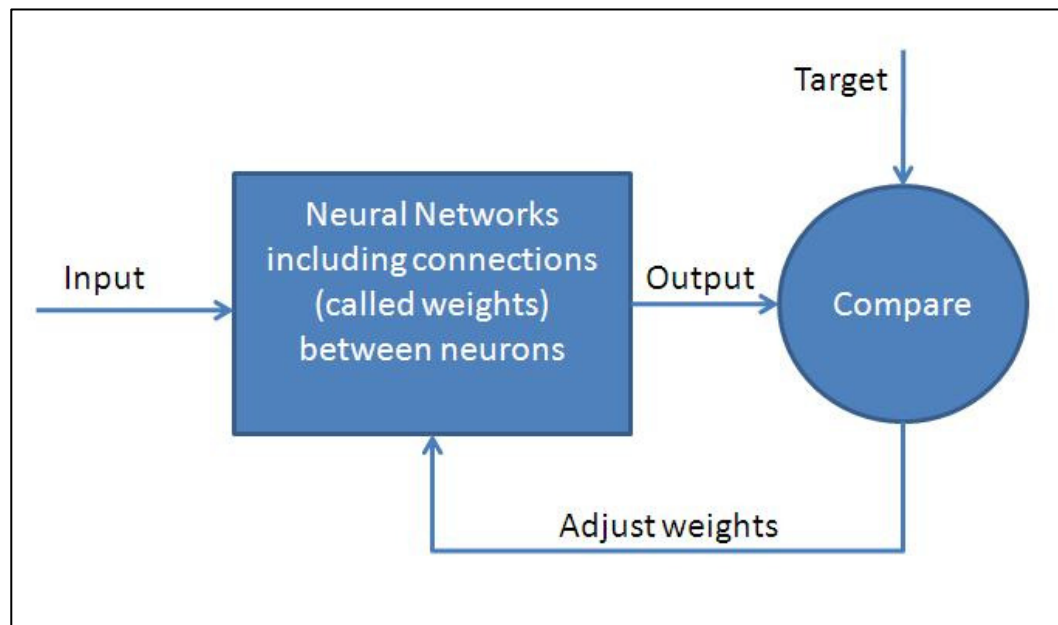 Target
Neural Networks
including connections
(called weights)
between neurons
Input
Output
Compare
Adjust weights